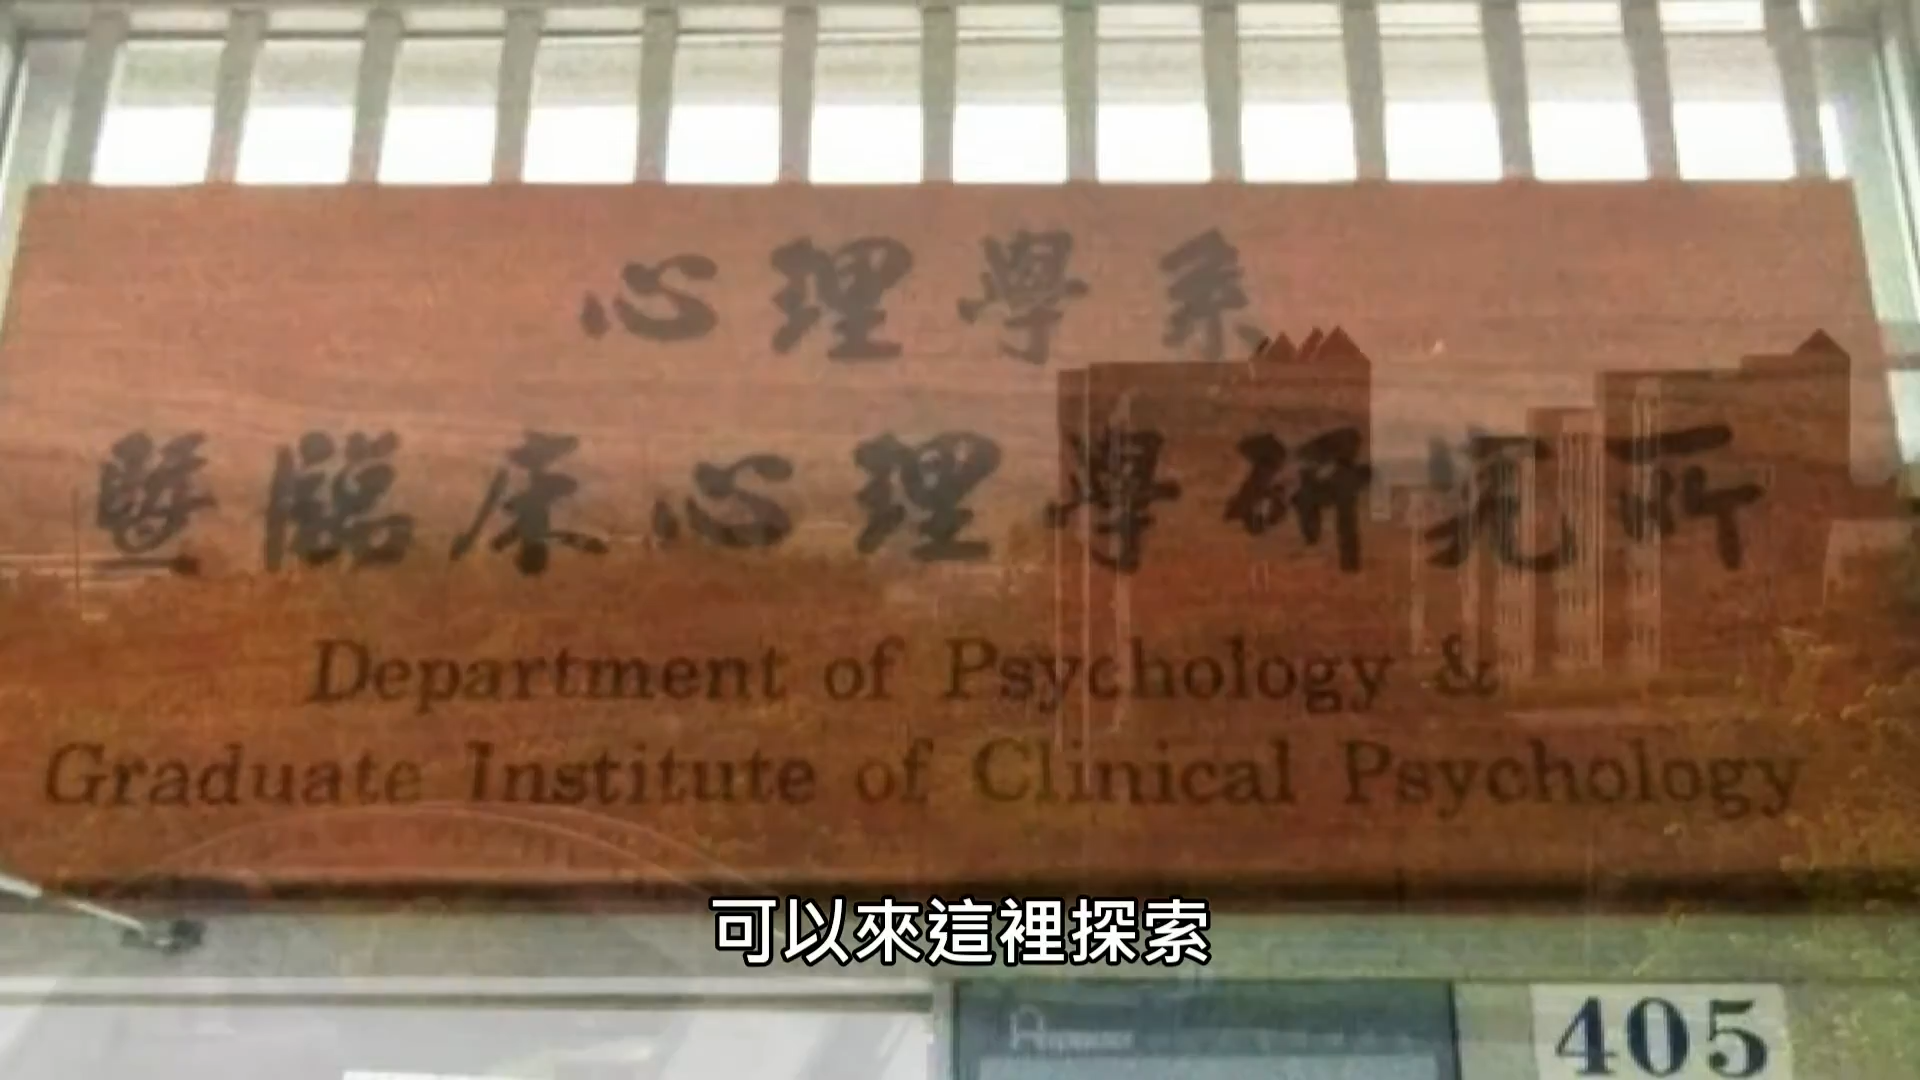 心理學系
暨臨床心理學研究所
Department of Psychology &
Graduate Institute of Clinical Psychology
可以來這裡探索
405